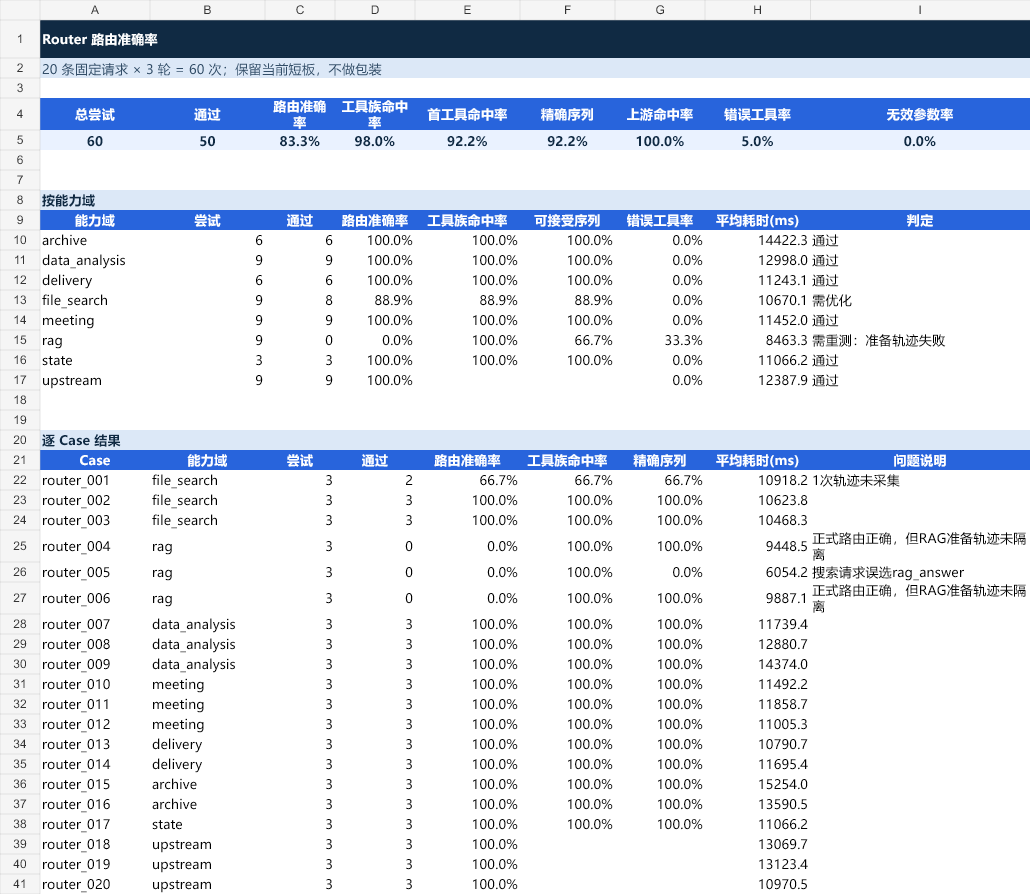 A B C D E F G H I
1 Router 路由准确率
2 20 条固定请求 × 3 轮 = 60 次；保留当前短板，不做包装
3
4 总尝试 通过 路由准确率 工具族命中率 首工具命中率 精确序列 上游命中率 错误工具率 无效参数率
5 60 50 83.3% 98.0% 92.2% 92.2% 100.0% 5.0% 0.0%
6
7
8 按能力域
9 能力域 尝试 通过 路由准确率 工具族命中率 可接受序列 错误工具率 平均耗时(ms) 判定
10 archive 6 6 100.0% 100.0% 100.0% 0.0% 14422.3 通过
11 data_analysis 9 9 100.0% 100.0% 100.0% 0.0% 12998.0 通过
12 delivery 6 6 100.0% 100.0% 100.0% 0.0% 11243.1 通过
13 file_search 9 8 88.9% 88.9% 88.9% 0.0% 10670.1 需优化
14 meeting 9 9 100.0% 100.0% 100.0% 0.0% 11452.0 通过
15 rag 9 0 0.0% 100.0% 66.7% 33.3% 8463.3 需重测：准备轨迹失败
16 state 3 3 100.0% 100.0% 100.0% 0.0% 11066.2 通过
17 upstream 9 9 100.0% 0.0% 12387.9 通过
18
19
20 逐 Case 结果
21 Case 能力域 尝试 通过 路由准确率 工具族命中率 精确序列 平均耗时(ms) 问题说明
22 router_001 file_search 3 2 66.7% 66.7% 66.7% 10918.2 1次轨迹未采集
23 router_002 file_search 3 3 100.0% 100.0% 100.0% 10623.8
24 router_003 file_search 3 3 100.0% 100.0% 100.0% 10468.3
25 router_004 rag 3 0 0.0% 100.0% 100.0% 9448.5 正式路由正确，但RAG准备轨迹未隔离
26 router_005 rag 3 0 0.0% 100.0% 0.0% 6054.2 搜索请求误选rag_answer
27 router_006 rag 3 0 0.0% 100.0% 100.0% 9887.1 正式路由正确，但RAG准备轨迹未隔离
28 router_007 data_analysis 3 3 100.0% 100.0% 100.0% 11739.4
29 router_008 data_analysis 3 3 100.0% 100.0% 100.0% 12880.7
30 router_009 data_analysis 3 3 100.0% 100.0% 100.0% 14374.0
31 router_010 meeting 3 3 100.0% 100.0% 100.0% 11492.2
32 router_011 meeting 3 3 100.0% 100.0% 100.0% 11858.7
33 router_012 meeting 3 3 100.0% 100.0% 100.0% 11005.3
34 router_013 delivery 3 3 100.0% 100.0% 100.0% 10790.7
35 router_014 delivery 3 3 100.0% 100.0% 100.0% 11695.4
36 router_015 archive 3 3 100.0% 100.0% 100.0% 15254.0
37 router_016 archive 3 3 100.0% 100.0% 100.0% 13590.5
38 router_017 state 3 3 100.0% 100.0% 100.0% 11066.2
39 router_018 upstream 3 3 100.0% 13069.7
40 router_019 upstream 3 3 100.0% 13123.4
41 router_020 upstream 3 3 100.0% 10970.5